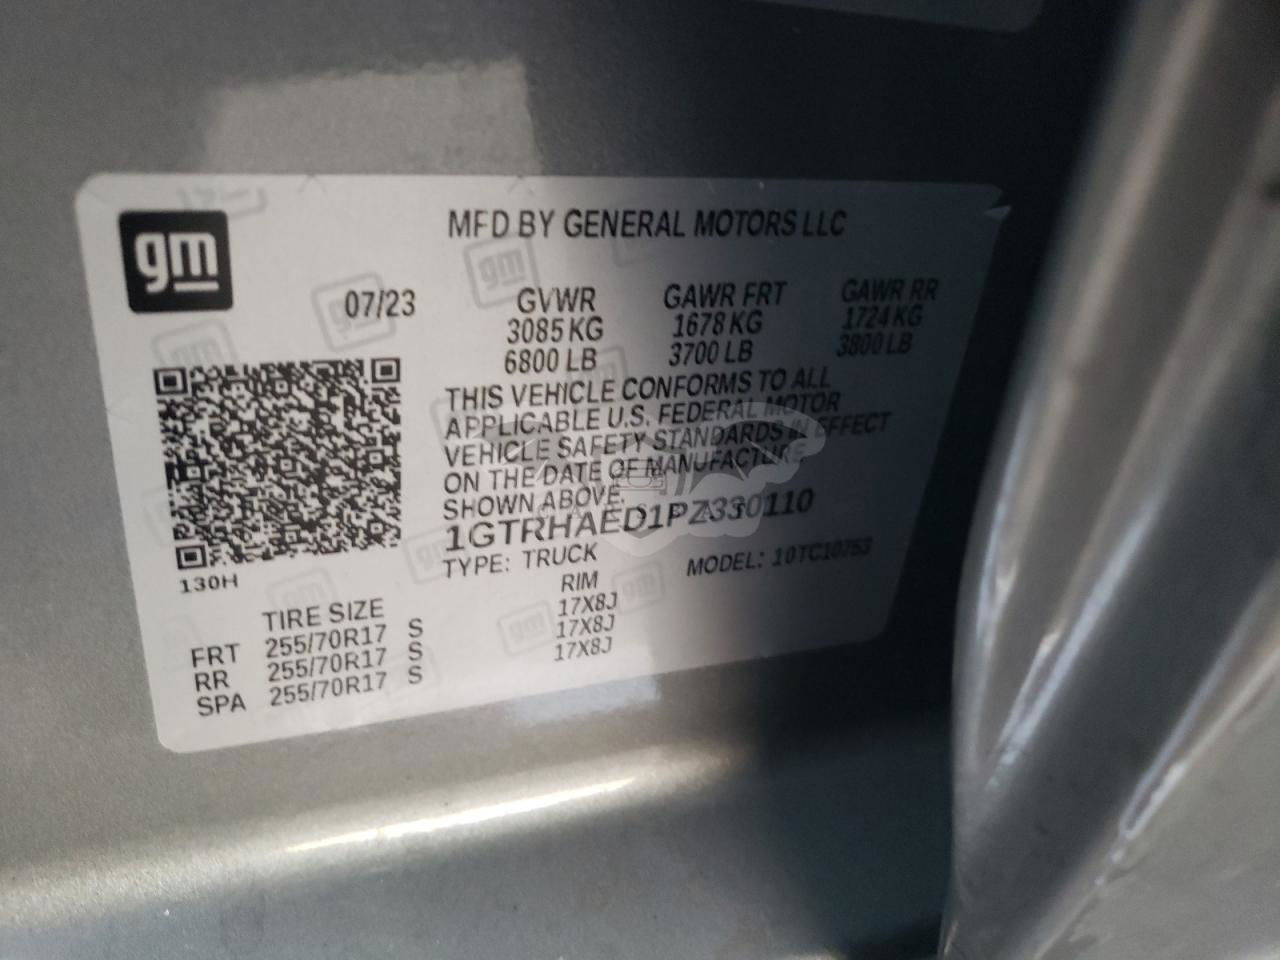 gm
MFD BY GENERAL MOTORS LLC
07/23 GVWR GAWR FRT GAWR RR
3085 KG 1678 KG 1724 KG
6800 LB 3700 LB 3800 LB
THIS VEHICLE CONFORMS TO ALL
APPLICABLE U.S. FEDERAL MOTOR
VEHICLE SAFETY STANDARDS IN EFFECT
ON THE DATE OF MANUFACTURE
SHOWN ABOVE.
1GTRHAED1PZ330110
TYPE: TRUCK MODEL: 10TC10753
130H
TIRE SIZE RIM
FRT 255/70R17 S 17X8J
RR 255/70R17 S 17X8J
SPA 255/70R17 S 17X8J